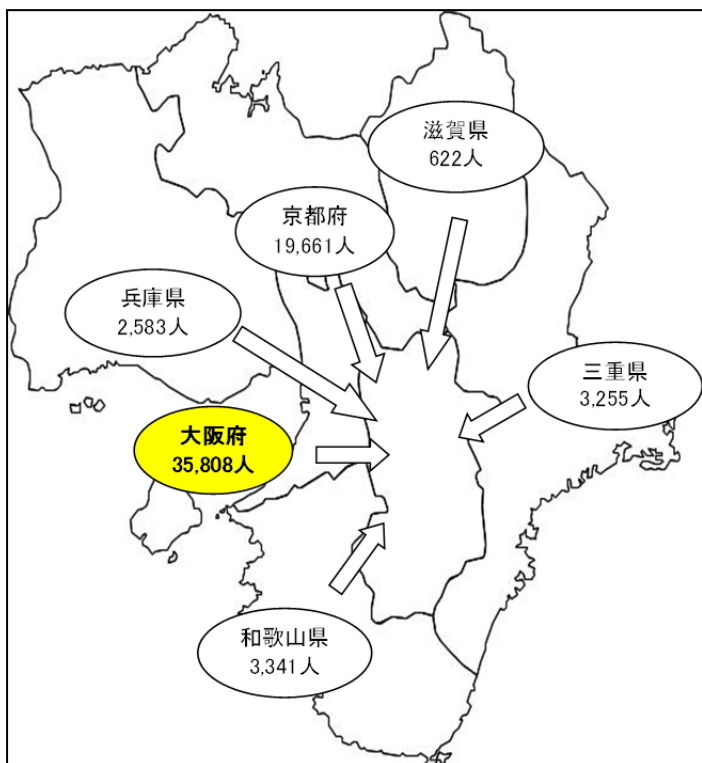 滋賀県
622人
京都府
19,661人
兵庫県
2,583人
三重県
3,255人
大阪府
35,808人
和歌山県
3,341人